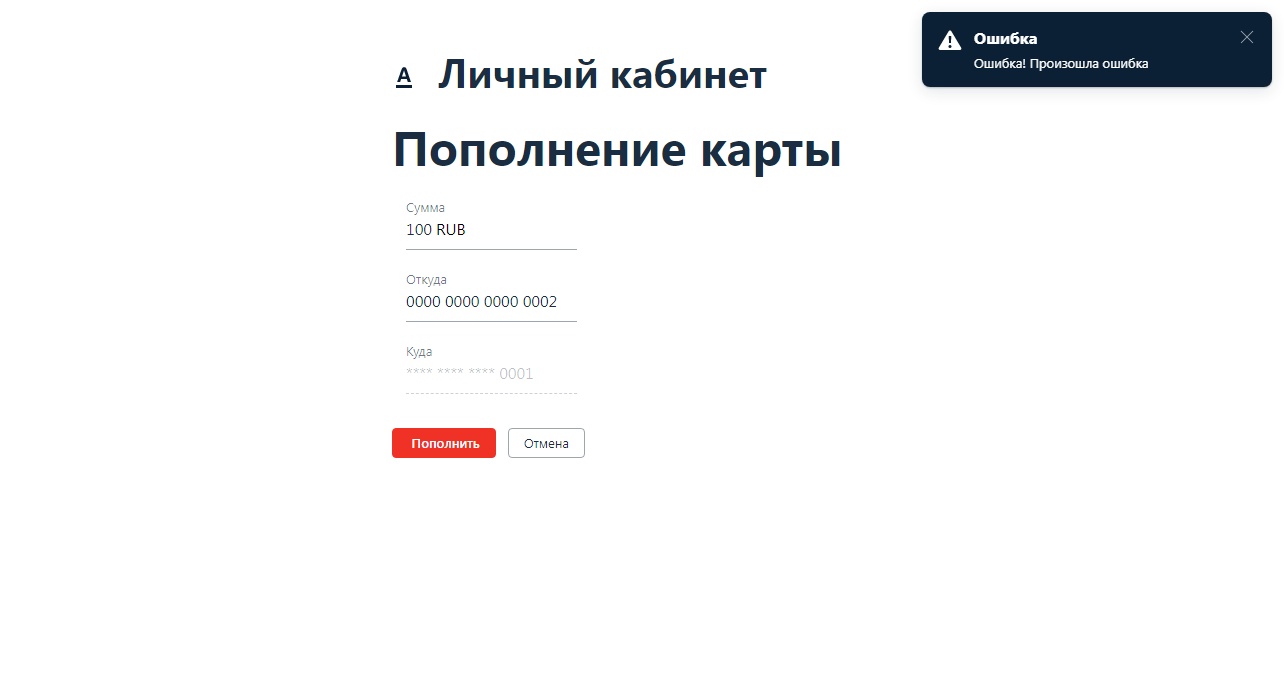 А Личный кабинет
Пополнение карты
Сумма
100 RUB
Откуда
0000 0000 0000 0002
Куда
**** **** **** 0001
Пополнить
Отмена
Ошибка
Ошибка! Произошла ошибка